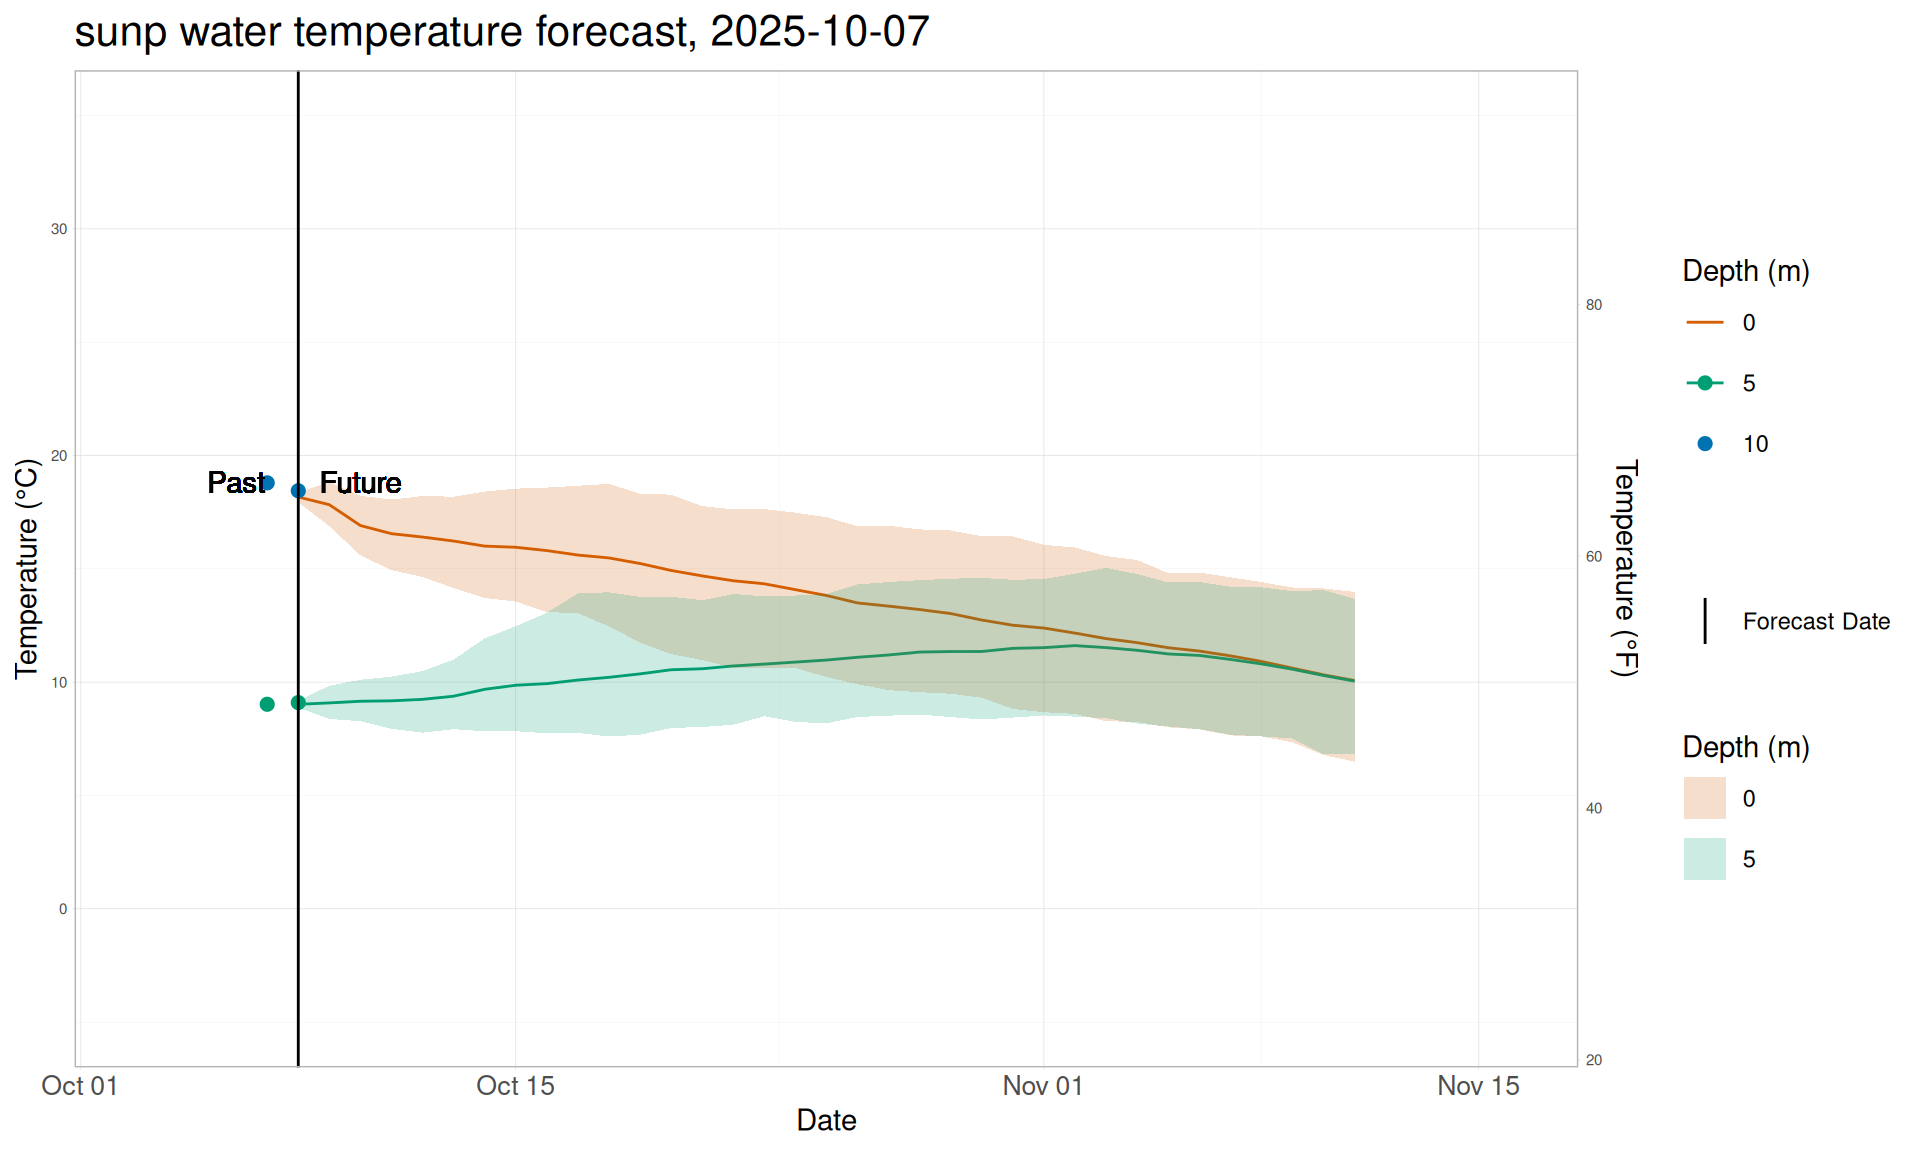 sunp water temperature forecast, 2025-10-07
Temperature (°C)
30
20
10
0
Past
Future
80
60
40
20
Temperature (°F)
Oct 01
Oct 15
Nov 01
Nov 15
Date
Depth (m)
0
5
10
Forecast Date
Depth (m)
0
5